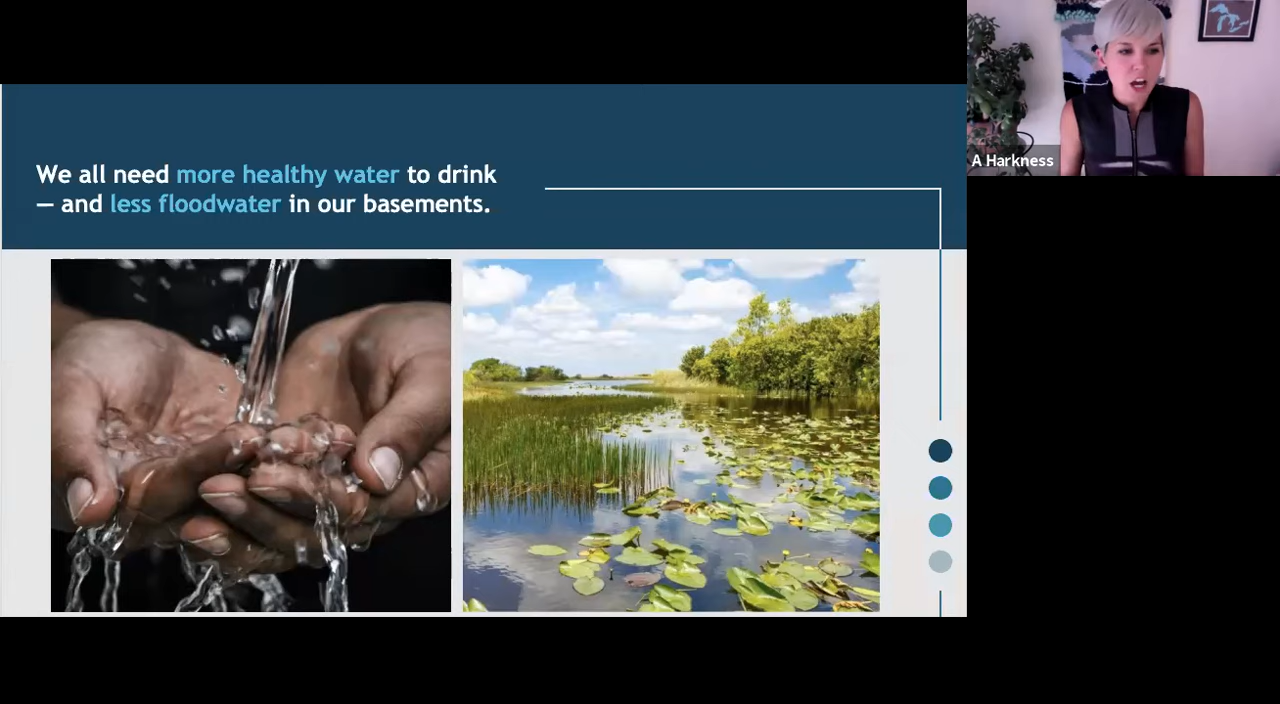 We all need more healthy water to drink
— and less floodwater in our basements.
A Harkness